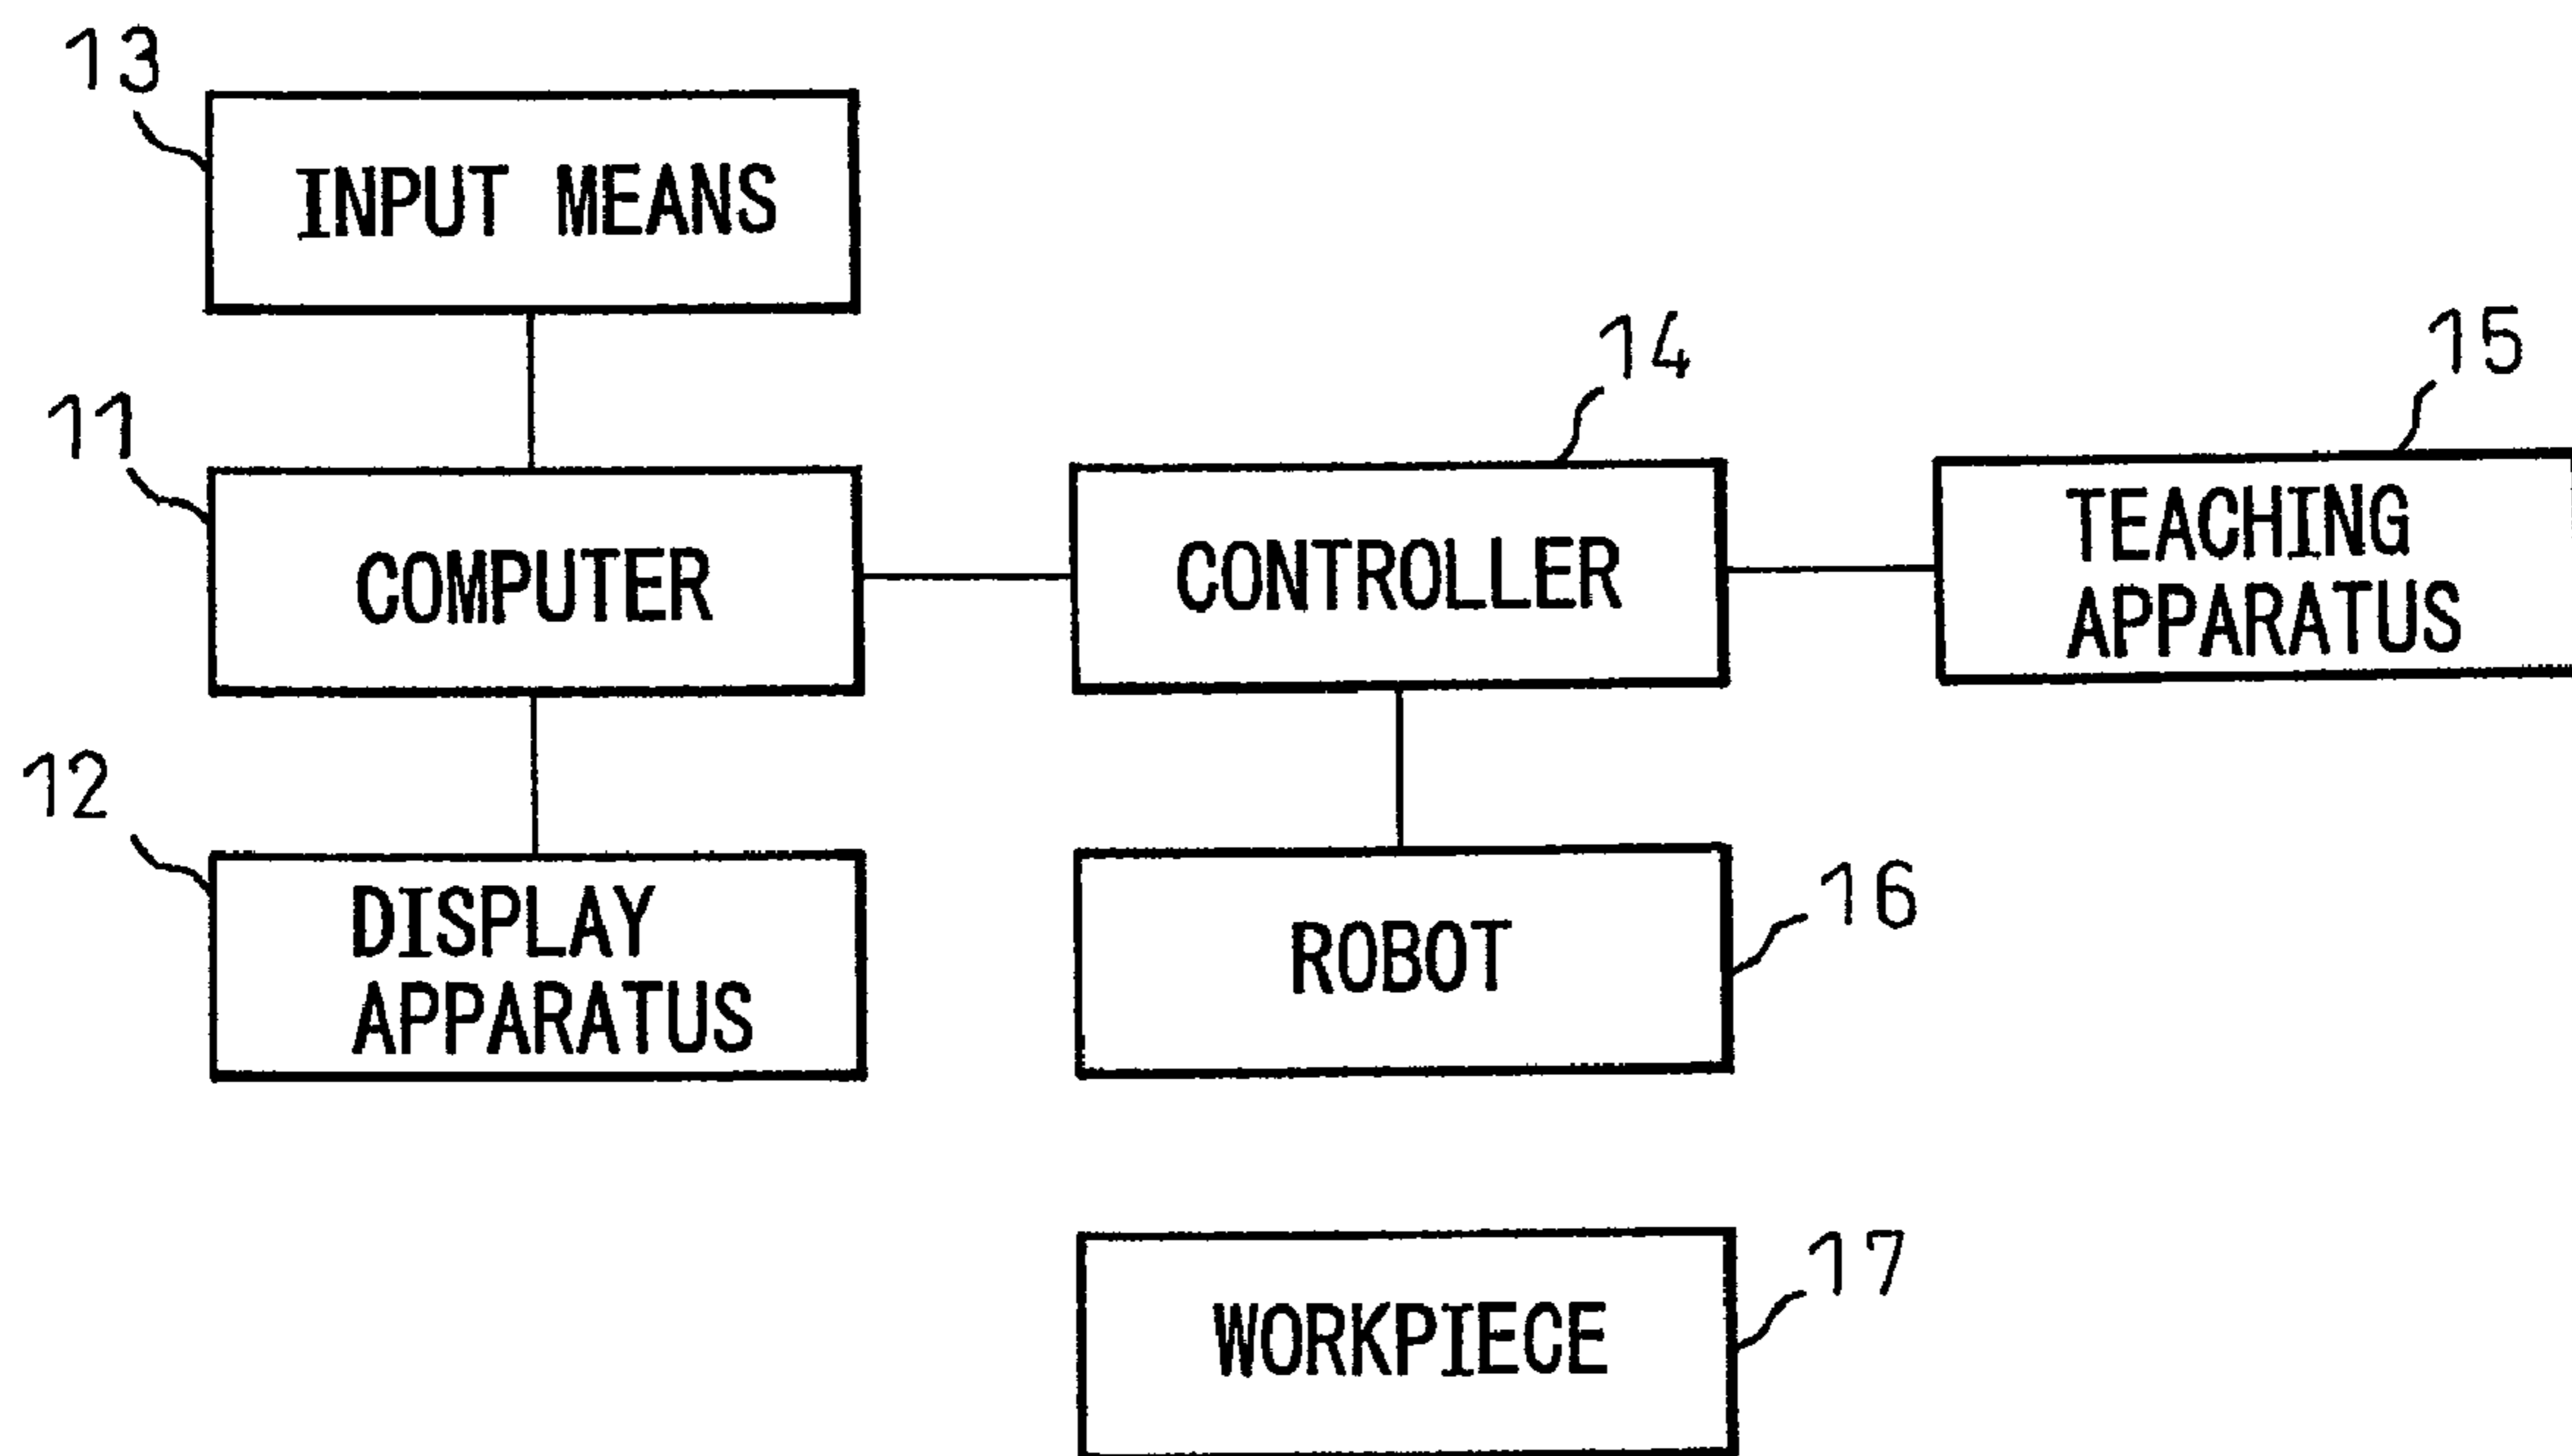 13
INPUT MEANS
14
15
11
COMPUTER
CONTROLLER
TEACHING
APPARATUS
12
DISPLAY
APPARATUS
ROBOT
16
WORKPIECE
17